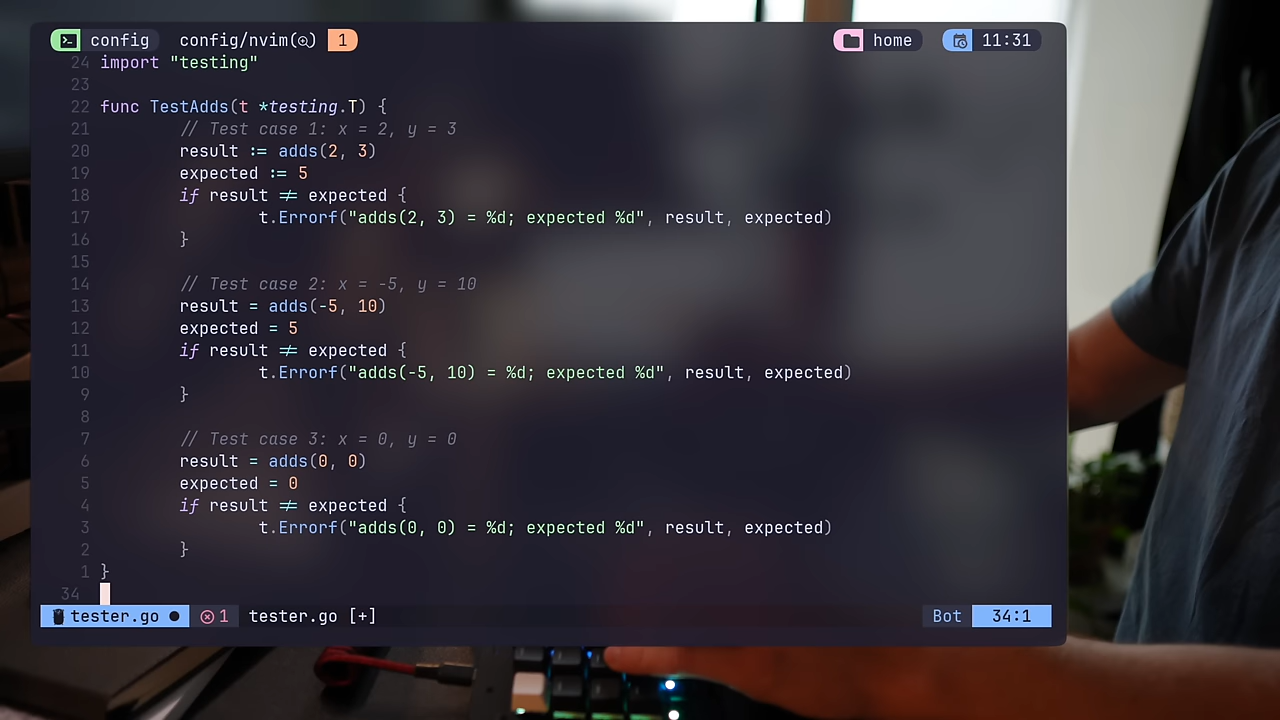 config config/nvim 1 home 11:31
24 import "testing"
23
22 func TestAdds(t *testing.T) {
21 // Test case 1: x = 2, y = 3
20 result := adds(2, 3)
19 expected := 5
18 if result ≠ expected {
17 t.Errorf("adds(2, 3) = %d; expected %d", result, expected)
16 }
15
14 // Test case 2: x = -5, y = 10
13 result = adds(-5, 10)
12 expected = 5
11 if result ≠ expected {
10 t.Errorf("adds(-5, 10) = %d; expected %d", result, expected)
9 }
8
7 // Test case 3: x = 0, y = 0
6 result = adds(0, 0)
5 expected = 0
4 if result ≠ expected {
3 t.Errorf("adds(0, 0) = %d; expected %d", result, expected)
2 }
1 }
34
tester.go ● 1 tester.go [+] Bot 34:1